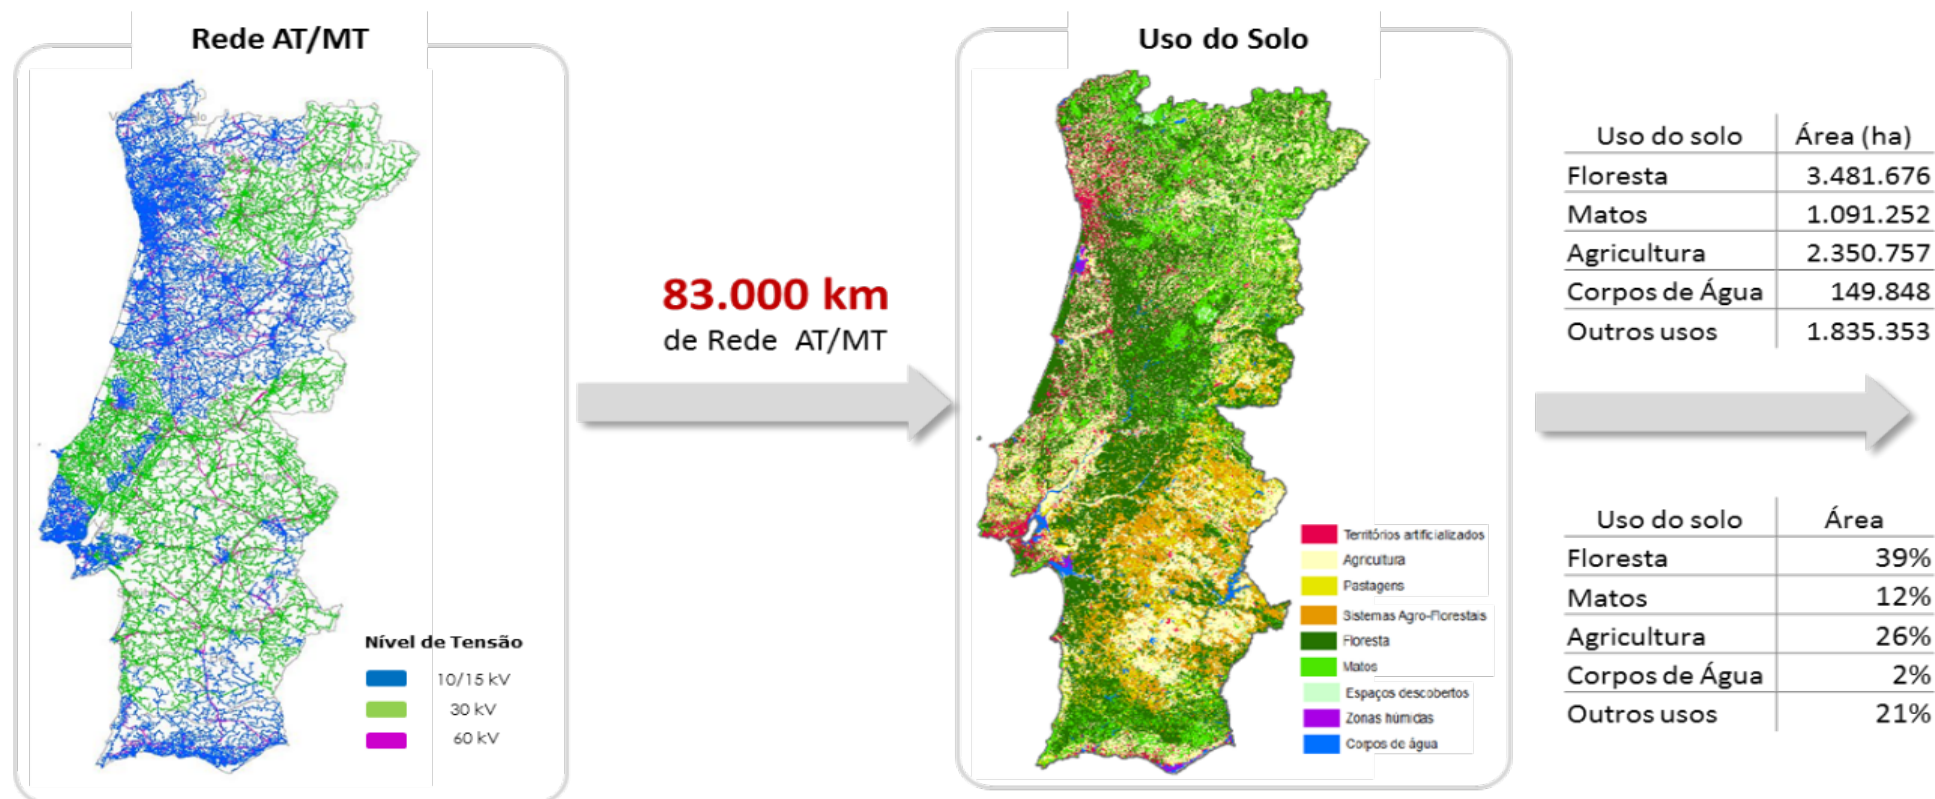 Rede AT/MT
Nível de Tensão
10/15 kV
30 kV
60 kV
83.000 km
de Rede AT/MT
Uso do Solo
Territórios artificializados
Agricultura
Pastagens
Sistemas Agro-Florestais
Floresta
Matos
Espaços descobertos
Zonas húmidas
Corpos de água
Uso do solo Área (ha)
Floresta 3.481.676
Matos 1.091.252
Agricultura 2.350.757
Corpos de Água 149.848
Outros usos 1.835.353
Uso do solo Área
Floresta 39%
Matos 12%
Agricultura 26%
Corpos de Água 2%
Outros usos 21%